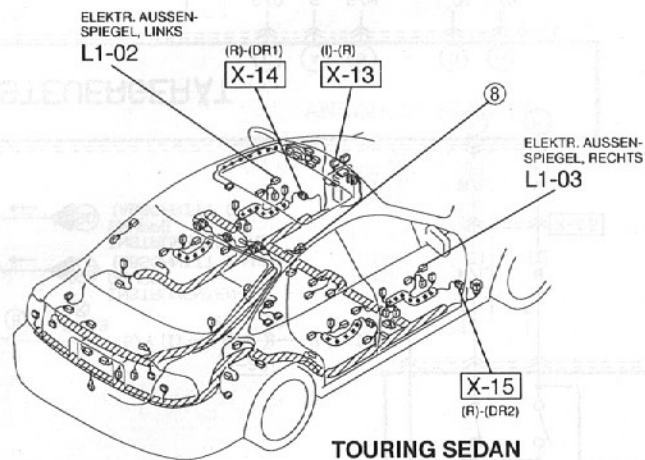 ELEKTR. AUSSEN-
SPIEGEL, LINKS
L1-02
(R)-(DR1)
X-14
(I)-(R)
X-13
8
ELEKTR. AUSSEN-
SPIEGEL, RECHTS
L1-03
X-15
(R)-(DR2)
TOURING SEDAN